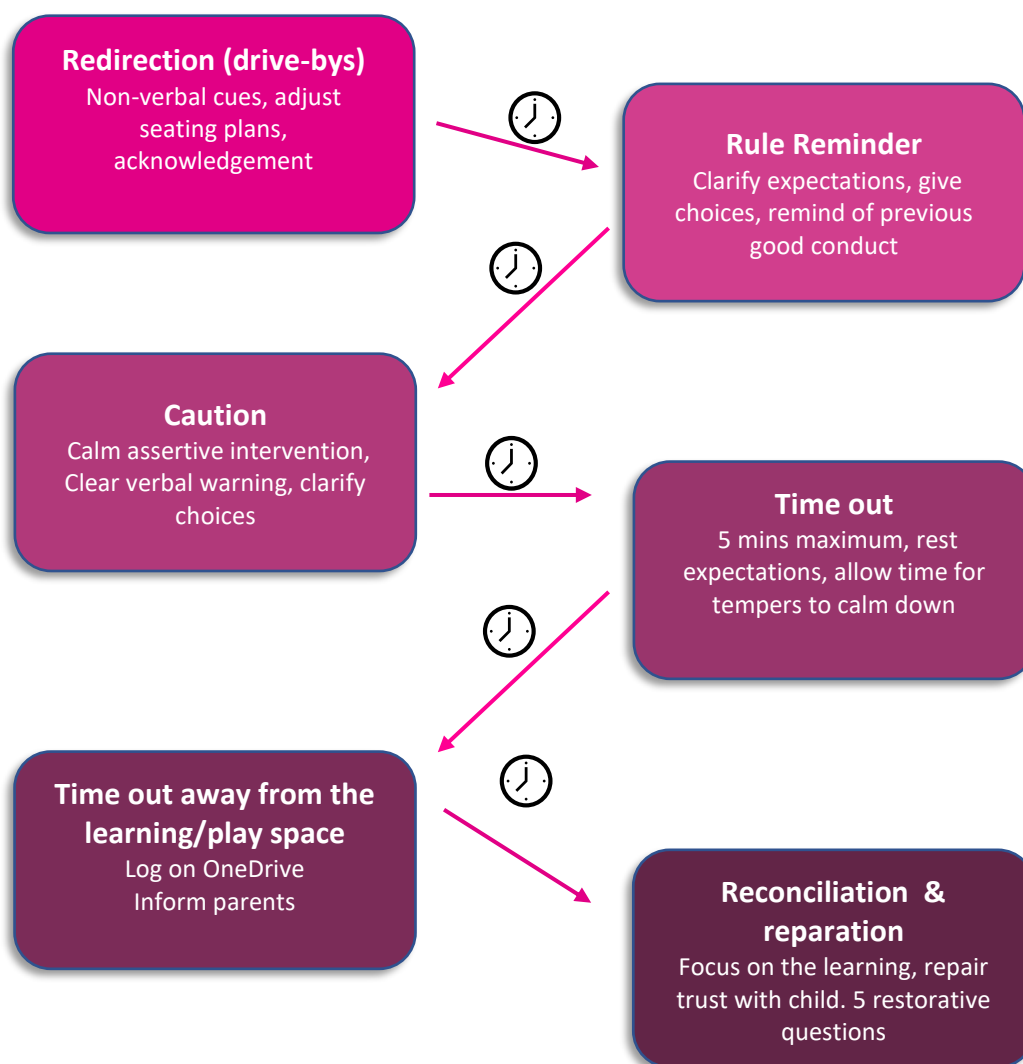 Redirection (drive-bys)
Non-verbal cues, adjust
seating plans,
acknowledgement
Rule Reminder
Clarify expectations, give
choices, remind of previous
good conduct
Caution
Calm assertive intervention,
Clear verbal warning, clarify
choices
Time out
5 mins maximum, rest
expectations, allow time for
tempers to calm down
Time out away from the
learning/play space
Log on OneDrive
Inform parents
Reconciliation &
reparation
Focus on the learning, repair
trust with child. 5 restorative
questions